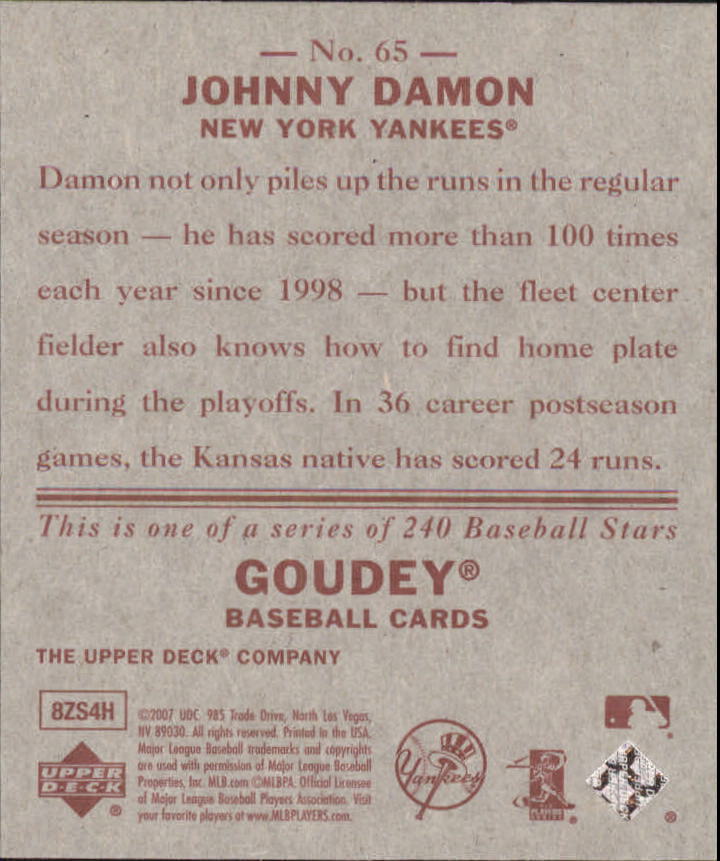 — No. 65 —
JOHNNY DAMON
NEW YORK YANKEES®
Damon not only piles up the runs in the regular
season — he has scored more than 100 times
each year since 1998 — but the fleet center
fielder also knows how to find home plate
during the playoffs. In 36 career postseason
games, the Kansas native has scored 24 runs.
This is one of a series of 240 Baseball Stars
GOUDEY®
BASEBALL CARDS
THE UPPER DECK® COMPANY
8ZS4H
©2007 UDC 985 Trade Drive, North Las Vegas,
NV 89030. All rights reserved. Printed in the USA.
Major League Baseball trademarks and copyrights
are used with permission of Major League Baseball
Properties, Inc. MLB.com ©MLBPA. Official Licensee
of Major League Baseball Players Association. Visit
your favorite players at www.MLBPLAYERS.com.
UPPER
D·E·C·K
®
Yankees
PLAYERS
CHOICE
®
®